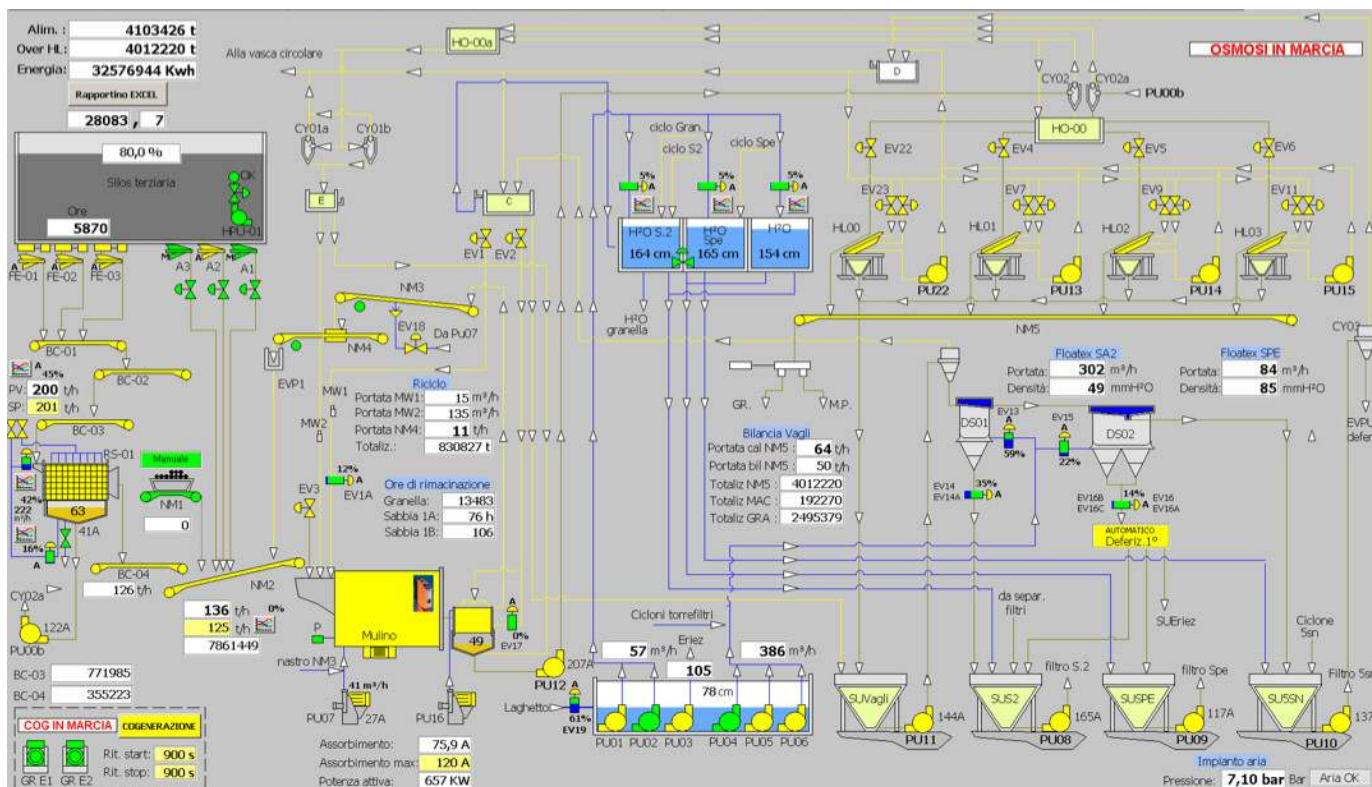 Alim. : 4103426 t
Over HL: 4012220 t
Energia: 32576944 Kwh
Rapportino EXCEL
28083 , 7
80,0 %
Silos terziaria
OK
HPU-01
Ore
5870
FE-01 FE-02 FE-03 A3 A2 A1
BC-01
BC-02
A 45%
PV: 200 t/h
SP: 201 t/h
BC-03
RS-01
Manuale
NM1
0
42%
222
m³/h
63
41A
16%
A
BC-04
126 t/h
CY02a
122A
PU00b
NM2
136 t/h
125 t/h
0%
7861449
BC-03 771985
BC-04 355223
COG IN MARCIA COGENERAZIONE
Rit. start: 900 s
Rit. stop: 900 s
GR E1 GR E2
Alla vasca circolare
HO-00a
D
OSMOSI IN MARCIA
CY01a CY01b
E
C
EV1 EV2
NM3
EV18
Da Pu07
NM4
EVP1
MW1
MW2
Riciclo
Portata MW1: 15 m³/h
Portata MW2: 135 m³/h
Portata NM4: 11 t/h
Totaliz.: 830827 t
12%
A
EV1A
EV3
Ore di rimacinazione
Granella: 13483
Sabbia 1A: 76 h
Sabbia 1B: 106
P
Mulino
nastro NM3
41 m³/h
PU07 27A
PU16
49
A
0%
EV17
207A
PU12
Assorbimento: 75,9 A
Assorbimento max: 120 A
Potenza attiva: 657 KW
ciclo Gran.
ciclo S2
ciclo Spe
5% A
5% A
5% A
H²O S.2
164 cm
H²O Spe
165 cm
H²O
154 cm
H²O
granella
CY02 CY02a
PU00b
HO-00
EV22 EV4 EV5 EV6
EV23 EV7 EV9 EV11
HL00 HL01 HL02 HL03
PU22 PU13 PU14 PU15
NM5
GR. M.P.
Bilancia Vagli
Portata cal NM5 : 64 t/h
Portata bil NM5 : 50 t/h
Totaliz NM5 : 4012220
Totaliz MAC : 192270
Totaliz GRA : 2495379
Floatex SA2
Portata: 302 m³/h
Densità: 49 mmH²O
Floatex SPE
Portata: 84 m³/h
Densità: 85 mmH²O
DS01
EV13
A
59%
EV15
A
22%
DS02
EV14
EV14A
35%
A
EV16B
EV16C
14%
A
EV16
EV16A
AUTOMATICO
Deferiz.1º
SUEriez
da separ.
filtri
Ciclone
5sn
Cicloni torrefiltri
57 m³/h
Eriez
105
386 m³/h
78 cm
Laghetto
A
61%
EV19
PU01 PU02 PU03 PU04 PU05 PU06
SUVagli
144A
PU11
SUS2
filtro S.2
165A
PU08
SUSPE
filtro Spe
117A
PU09
SU5SN
PU10
Impianto aria
Pressione: 7,10 bar Bar Aria OK